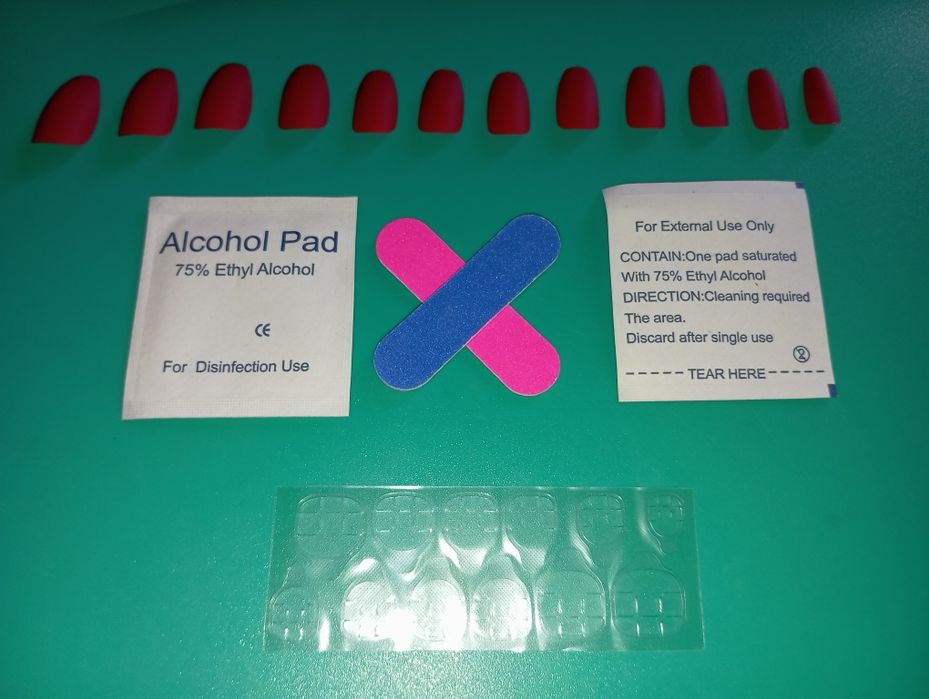 Alcohol Pad
75% Ethyl Alcohol
CE
For Disinfection Use
For External Use Only
CONTAIN:One pad saturated
With 75% Ethyl Alcohol
DIRECTION:Cleaning required
The area.
Discard after single use
TEAR HERE